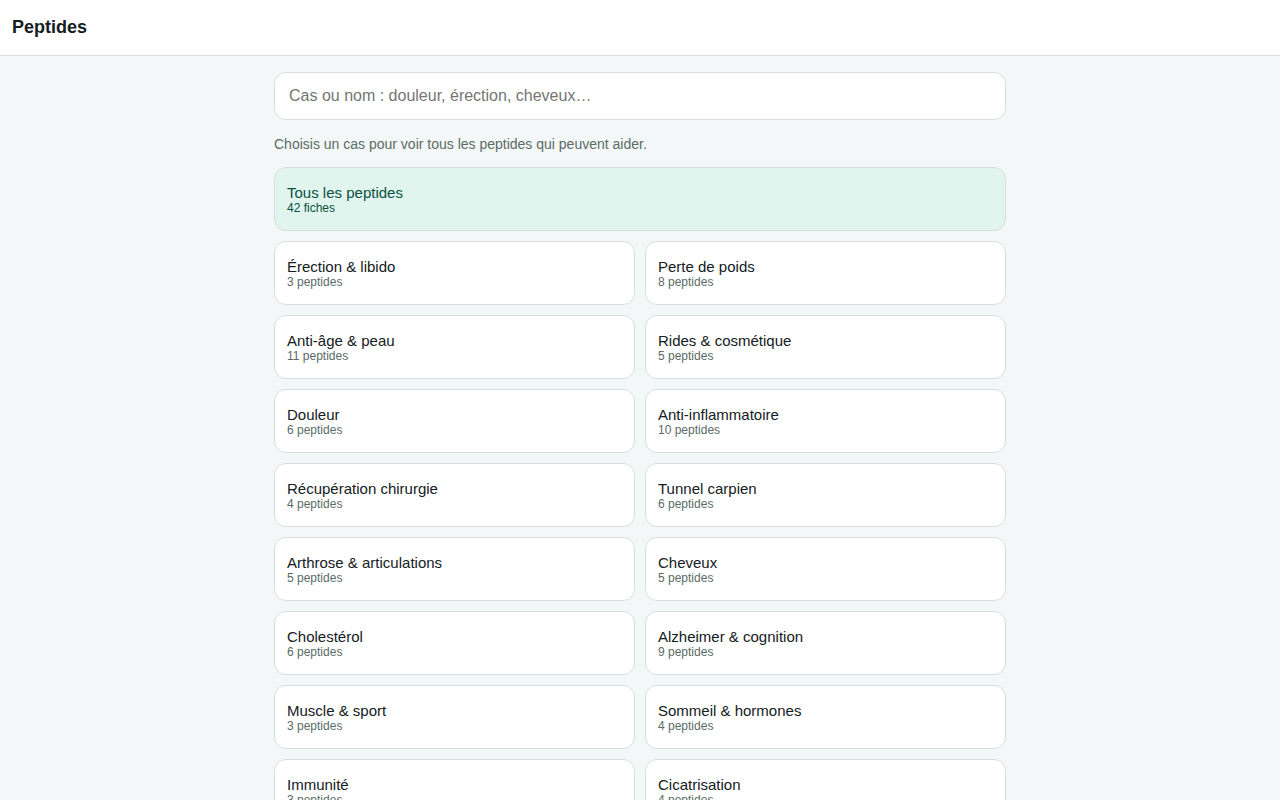 Peptides
Cas ou nom : douleur, érection, cheveux…
Choisis un cas pour voir tous les peptides qui peuvent aider.
Tous les peptides
42 fiches
Érection & libido
3 peptides
Perte de poids
8 peptides
Anti-âge & peau
11 peptides
Rides & cosmétique
5 peptides
Douleur
6 peptides
Anti-inflammatoire
10 peptides
Récupération chirurgie
4 peptides
Tunnel carpien
6 peptides
Arthrose & articulations
5 peptides
Cheveux
5 peptides
Cholestérol
6 peptides
Alzheimer & cognition
9 peptides
Muscle & sport
3 peptides
Sommeil & hormones
4 peptides
Immunité
3 peptides
Cicatrisation
4 peptides